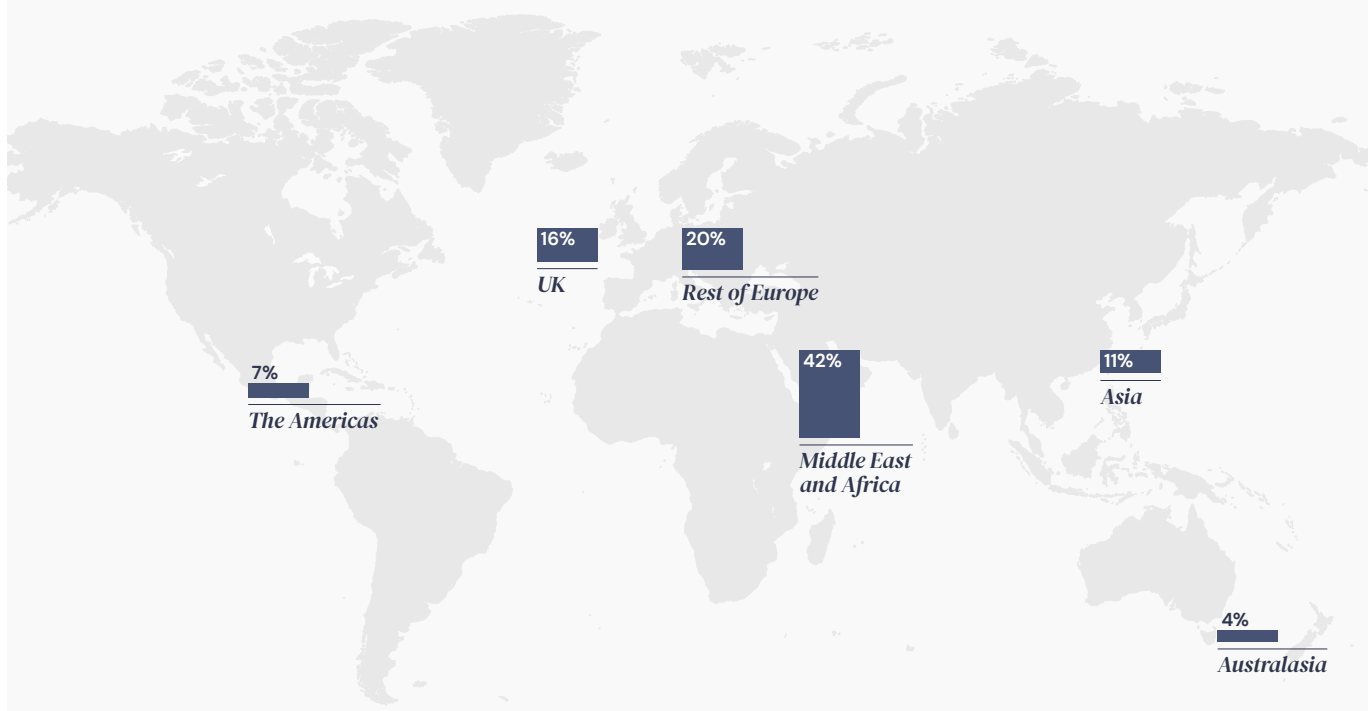 16%
UK
20%
Rest of Europe
7%
The Americas
42%
Middle East
and Africa
11%
Asia
4%
Australasia